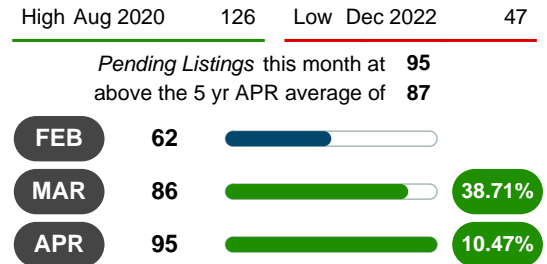 High Aug 2020 126 Low Dec 2022 47
Pending Listings this month at 95
above the 5 yr APR average of 87
FEB 62
MAR 86 38.71%
APR 95 10.47%